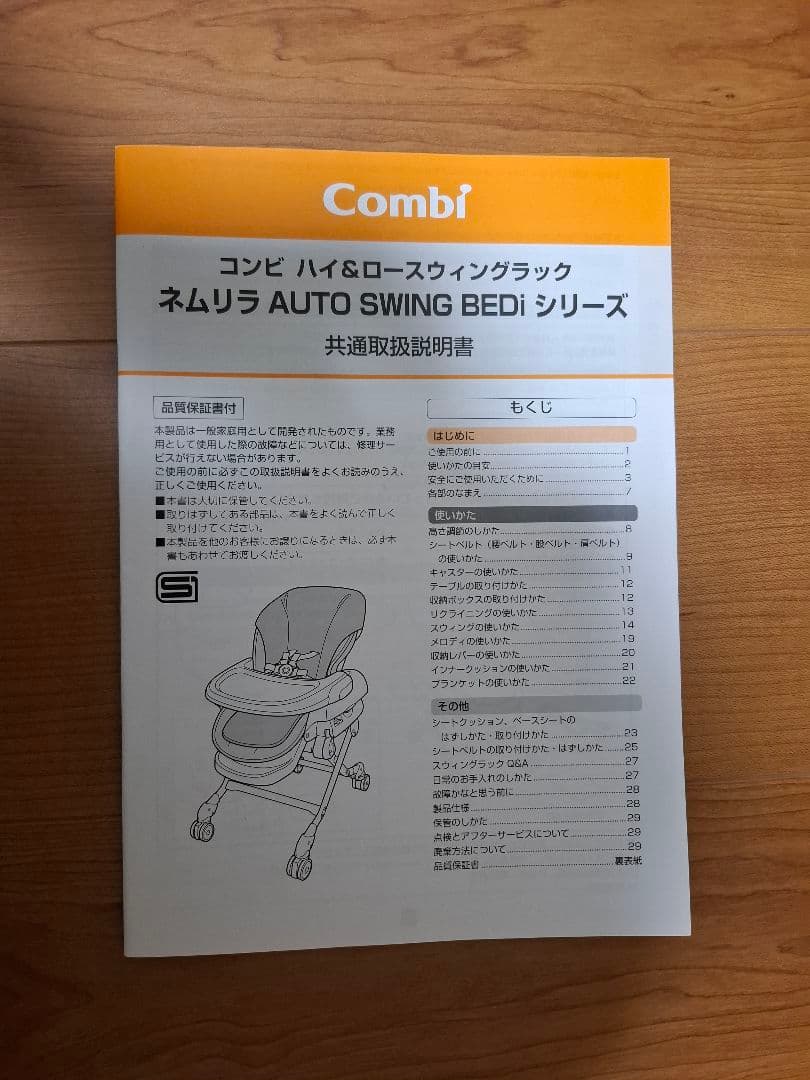 Combi
コンビ ハイ&ロースウィングラック
ネムリラ AUTO SWING BEDi シリーズ
共通取扱説明書
品質保証書付
本製品は一般家庭用として開発されたものです。業務
用として使用した際の故障などについては、修理サー
ビスが行えない場合があります。
ご使用の前に必ずこの取扱説明書をよくお読みのうえ、
正しくご使用ください。
■本書は大切に保管してください。
■取りはずしてある部品は、本書をよく読んで正しく
取り付けてください。
■本製品を他のお客様にお譲りになるときは、必ず本
書もあわせてお渡しください。
もくじ
はじめに
ご使用の前に 1
使いかたの目安 2
安全にご使用いただくために 3
各部のなまえ 7
使いかた
高さ調節のしかた 8
シートベルト（腰ベルト・股ベルト・肩ベルト）
の使いかた 9
キャスターの使いかた 11
テーブルの取り付けかた 12
収納ボックスの取り付けかた 12
リクライニングの使いかた 13
スウィングの使いかた 14
メロディの使いかた 19
収納レバーの使いかた 20
インナークッションの使いかた 21
ブランケットの使いかた 22
その他
シートクッション、ベースシートの
はずしかた・取り付けかた 23
シートベルトの取り付けかた・はずしかた 25
スウィングラック Q&A 27
日常のお手入れのしかた 27
故障かなと思う前に 28
製品仕様 28
保管のしかた 29
点検とアフターサービスについて 29
廃棄方法について 29
品質保証書 裏表紙